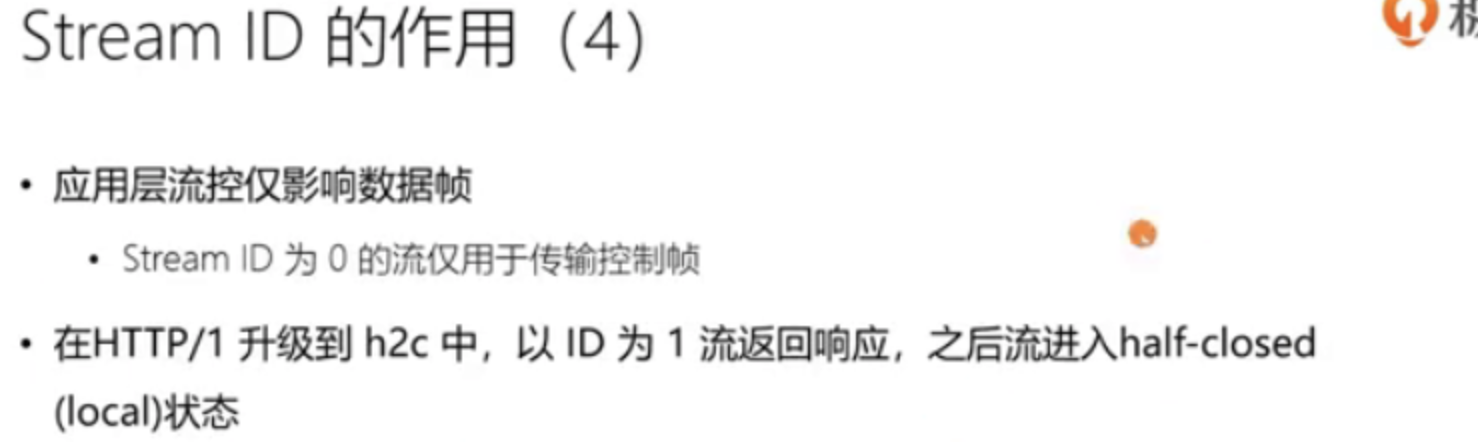 Stream ID 的作用（4）
• 应用层流控仅影响数据帧
• Stream ID 为 0 的流仅用于传输控制帧
• 在HTTP/1 升级到 h2c 中，以 ID 为 1 流返回响应，之后流进入half-closed
(local)状态